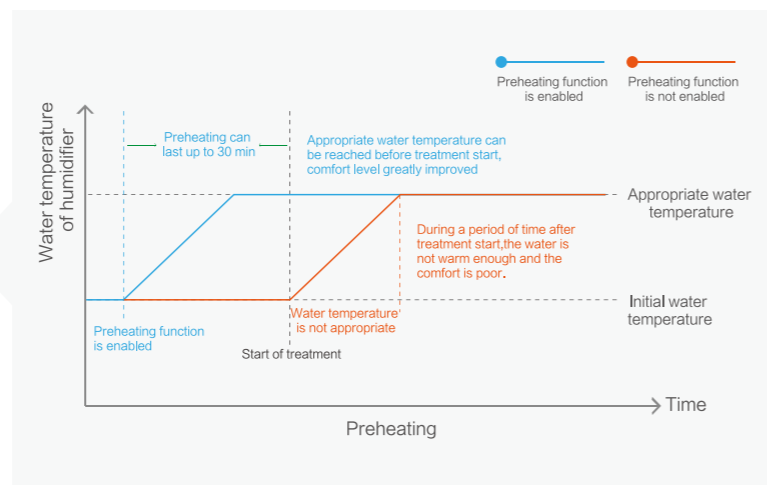 Preheating function
is enabled
Preheating function
is not enabled
Water temperature
of humidifier
Preheating can
last up to 30 min
Appropriate water temperature can
be reached before treatment start,
comfort level greatly improved
Appropriate water
temperature
During a period of time after
treatment start,the water is
not warm enough and the
comfort is poor.
Initial water
temperature
Water temperature
is not appropriate
Preheating function
is enabled
Start of treatment
Time
Preheating